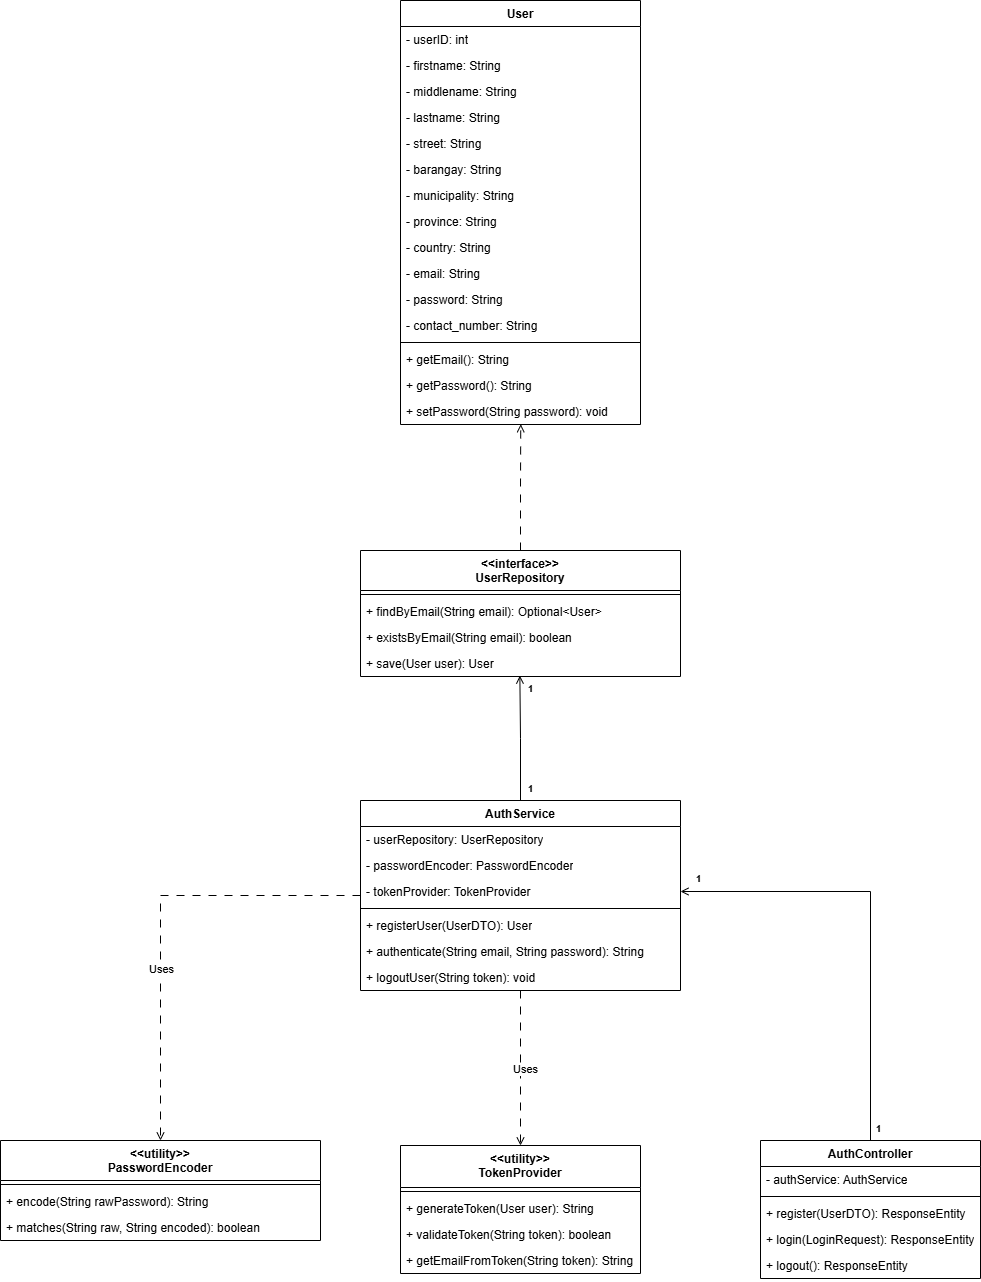 User
- userID: int
- firstname: String
- middlename: String
- lastname: String
- street: String
- barangay: String
- municipality: String
- province: String
- country: String
- email: String
- password: String
- contact_number: String
+ getEmail(): String
+ getPassword(): String
+ setPassword(String password): void
<<interface>>
UserRepository
+ findByEmail(String email): Optional<User>
+ existsByEmail(String email): boolean
+ save(User user): User
1
1
AuthService
- userRepository: UserRepository
- passwordEncoder: PasswordEncoder
- tokenProvider: TokenProvider
+ registerUser(UserDTO): User
+ authenticate(String email, String password): String
+ logoutUser(String token): void
1
Uses
Uses
1
<<utility>>
PasswordEncoder
+ encode(String rawPassword): String
+ matches(String raw, String encoded): boolean
<<utility>>
TokenProvider
+ generateToken(User user): String
+ validateToken(String token): boolean
+ getEmailFromToken(String token): String
AuthController
- authService: AuthService
+ register(UserDTO): ResponseEntity
+ login(LoginRequest): ResponseEntity
+ logout(): ResponseEntity